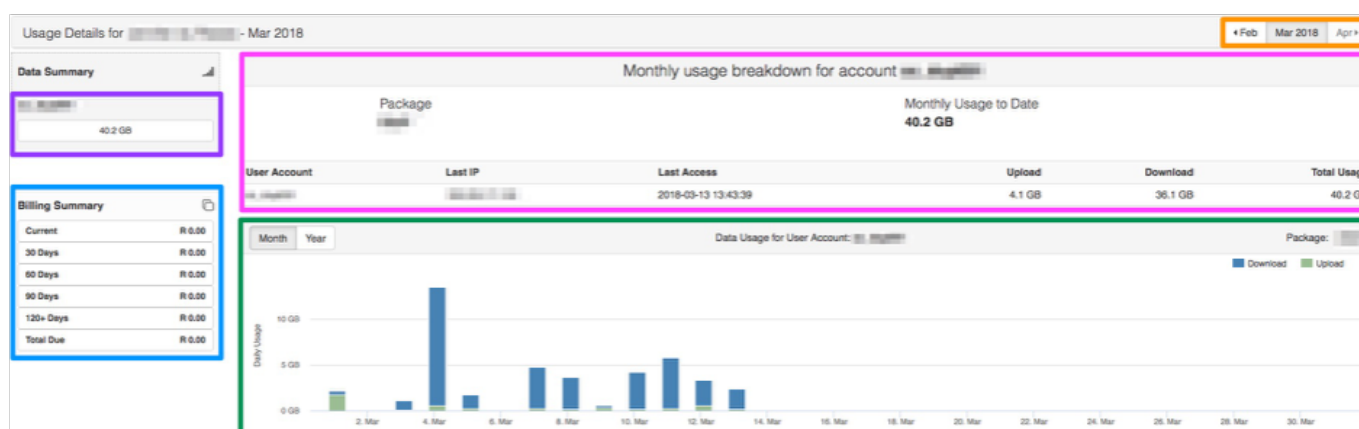 Usage Details for - Mar 2018
Feb Mar 2018 Apr
Data Summary
40.2 GB
Billing Summary
Current R 0.00
30 Days R 0.00
60 Days R 0.00
90 Days R 0.00
120+ Days R 0.00
Total Due R 0.00
Monthly usage breakdown for account
Package Monthly Usage to Date
40.2 GB
User Account Last IP Last Access Upload Download Total Usag
2018-03-13 13:43:39 4.1 GB 36.1 GB 40.2 G
Month Year Data Usage for User Account: Package:
Download Upload
Daily Usage
10 GB
5 GB
0 GB
2. Mar 4. Mar 6. Mar 8. Mar 10. Mar 12. Mar 14. Mar 16. Mar 18. Mar 20. Mar 22. Mar 24. Mar 26. Mar 28. Mar 30. Mar